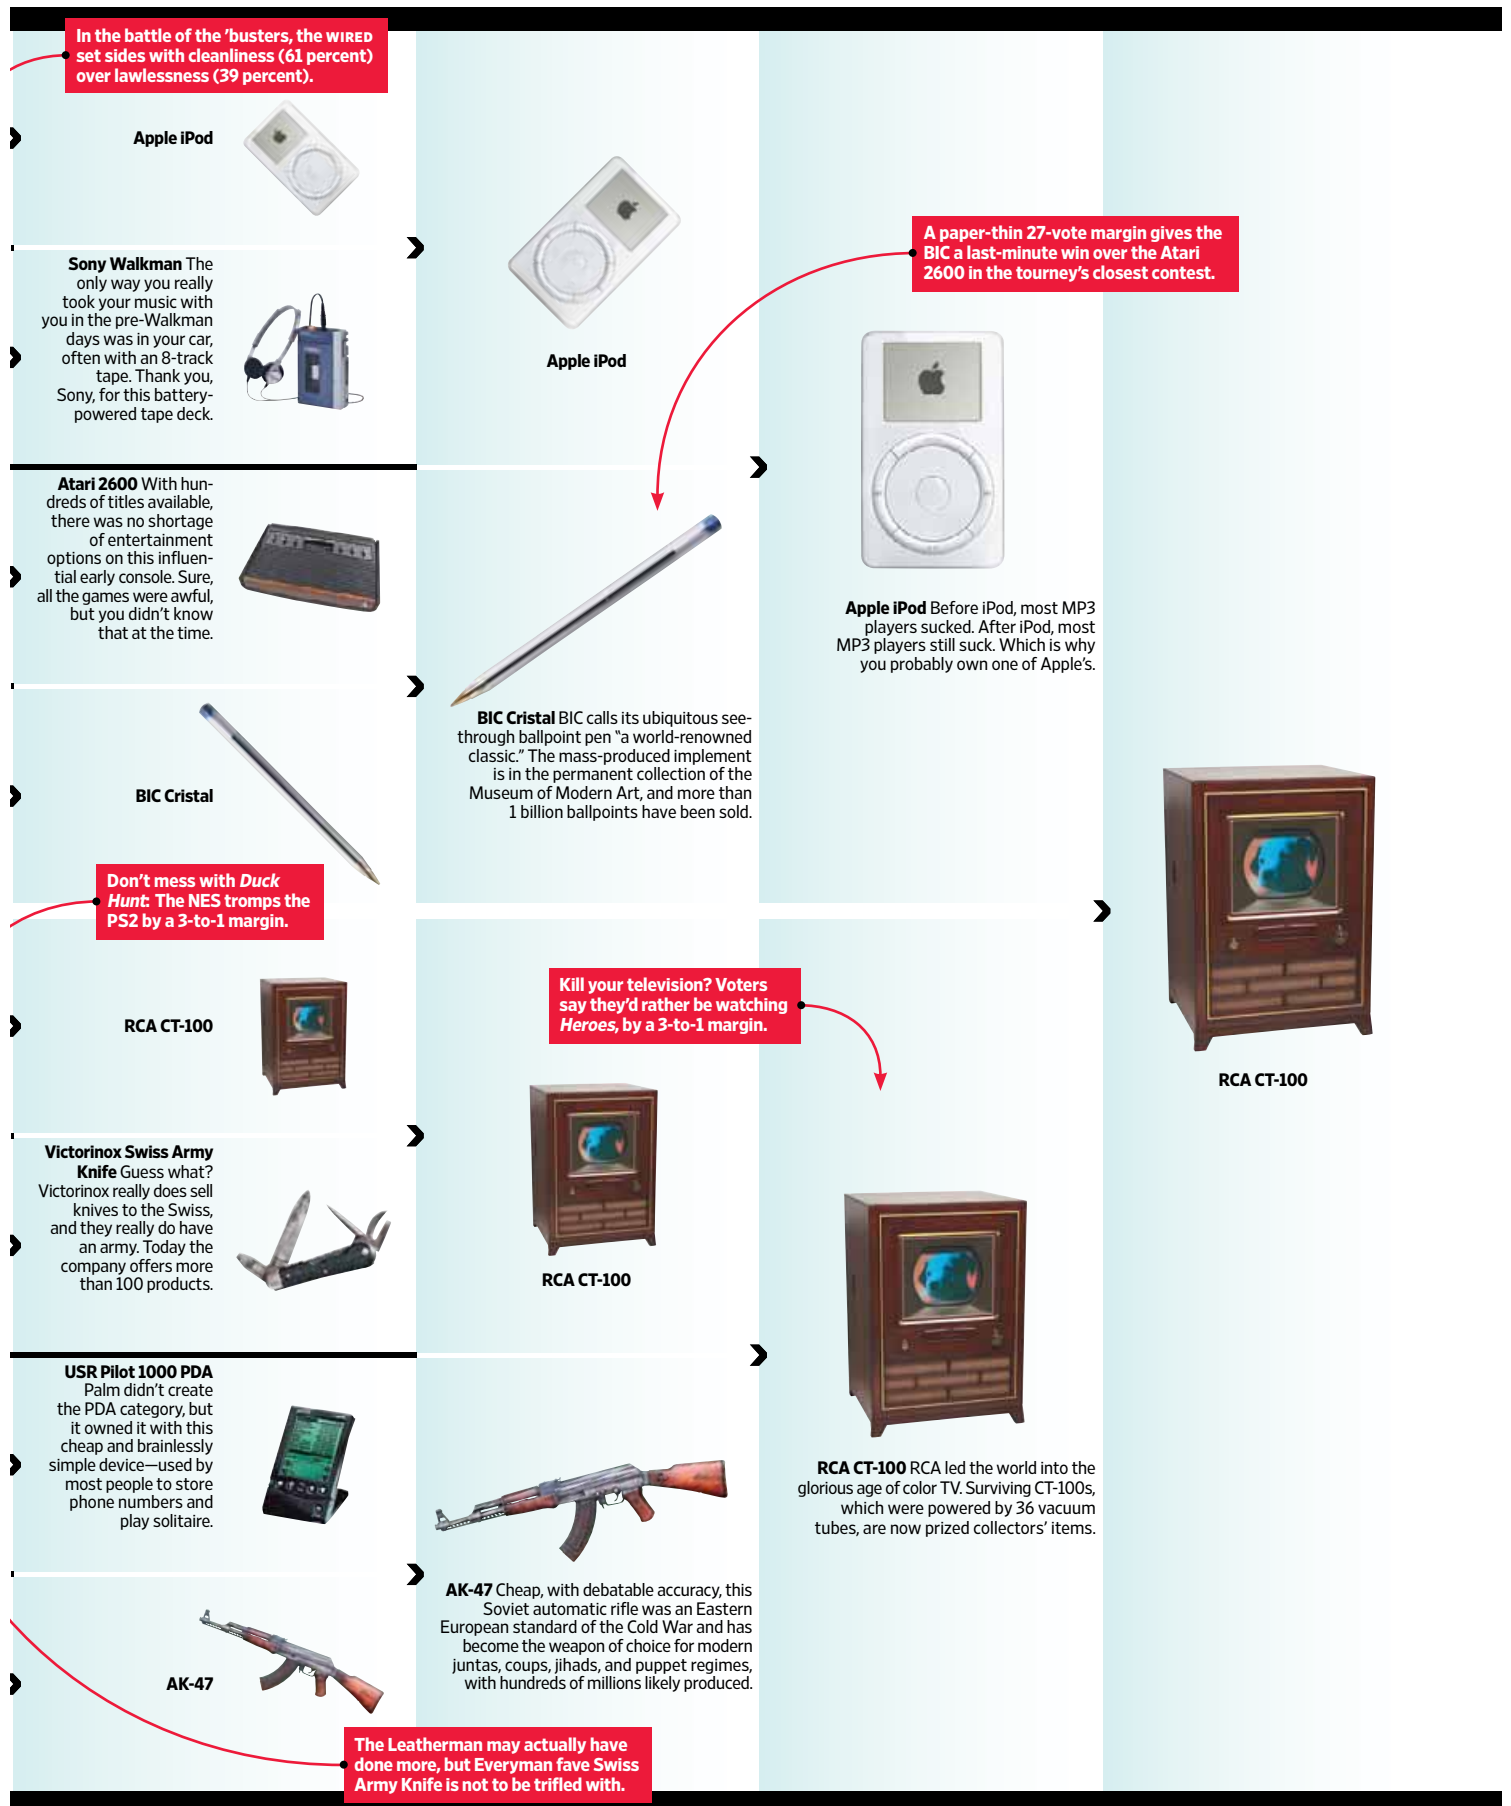 In the battle of the 'busters, the WIRED
set sides with cleanliness (61 percent)
over lawlessness (39 percent).
Apple iPod
Sony Walkman The
only way you really
took your music with
you in the pre-Walkman
days was in your car,
often with an 8-track
tape. Thank you,
Sony, for this battery-
powered tape deck.
Atari 2600 With hun-
dreds of titles available,
there was no shortage
of entertainment
options on this influen-
tial early console. Sure,
all the games were awful,
but you didn't know
that at the time.
BIC Cristal
Don't mess with Duck
Hunt: The NES tromps the
PS2 by a 3-to-1 margin.
RCA CT-100
Victorinox Swiss Army
Knife Guess what?
Victorinox really does sell
knives to the Swiss,
and they really do have
an army. Today the
company offers more
than 100 products.
USR Pilot 1000 PDA
Palm didn't create
the PDA category, but
it owned it with this
cheap and brainlessly
simple device—used by
most people to store
phone numbers and
play solitaire.
AK-47
The Leatherman may actually have
done more, but Everyman fave Swiss
Army Knife is not to be trifled with.
Apple iPod
BIC Cristal BIC calls its ubiquitous see-
through ballpoint pen "a world-renowned
classic." The mass-produced implement
is in the permanent collection of the
Museum of Modern Art, and more than
1 billion ballpoints have been sold.
Kill your television? Voters
say they'd rather be watching
Heroes, by a 3-to-1 margin.
RCA CT-100
AK-47 Cheap, with debatable accuracy, this
Soviet automatic rifle was an Eastern
European standard of the Cold War and has
become the weapon of choice for modern
juntas, coups, jihads, and puppet regimes,
with hundreds of millions likely produced.
A paper-thin 27-vote margin gives the
BIC a last-minute win over the Atari
2600 in the tourney's closest contest.
Apple iPod Before iPod, most MP3
players sucked. After iPod, most
MP3 players still suck. Which is why
you probably own one of Apple's.
RCA CT-100 RCA led the world into the
glorious age of color TV. Surviving CT-100s,
which were powered by 36 vacuum
tubes, are now prized collectors' items.
RCA CT-100